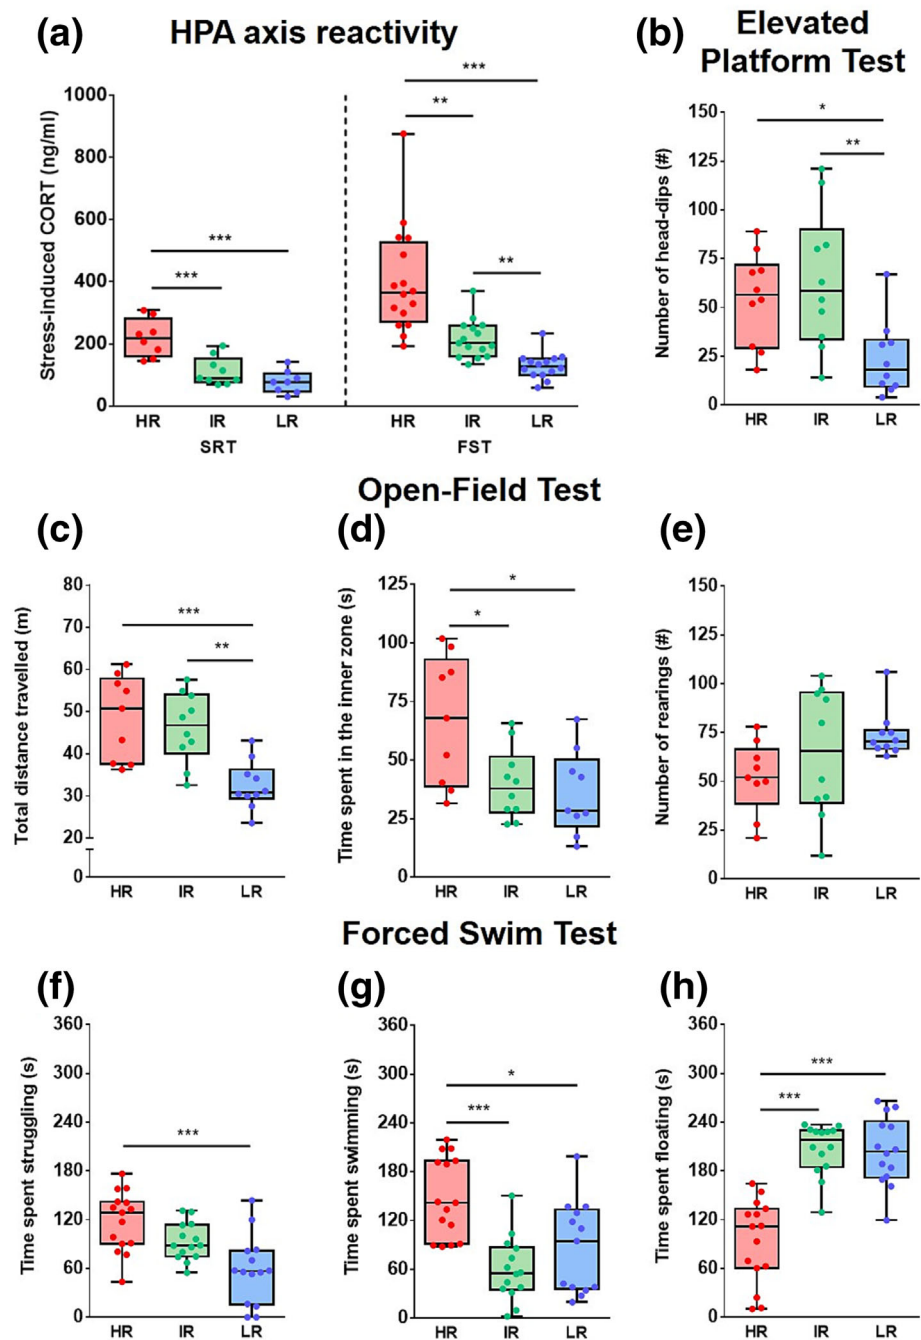 (a) HPA axis reactivity
(b) Elevated
Platform Test
Stress-induced CORT (ng/ml)
1000
800
600
400
200
0
***
***
***
**
**
HR IR LR HR IR LR
SRT FST
Number of head-dips (#)
150
125
100
75
50
25
0
*
**
HR IR LR
Open-Field Test
(c) (d) (e)
Total distance travelled (m)
80
70
60
50
40
30
20
0
***
**
HR IR LR
Time spent in the inner zone (s)
125
100
75
50
25
0
*
*
HR IR LR
Number of rearings (#)
150
125
100
75
50
25
0
HR IR LR
Forced Swim Test
(f) (g) (h)
Time spent struggling (s)
360
300
240
180
120
60
0
***
HR IR LR
Time spent swimming (s)
360
300
240
180
120
60
0
*
***
HR IR LR
Time spent floating (s)
360
300
240
180
120
60
0
***
***
HR IR LR